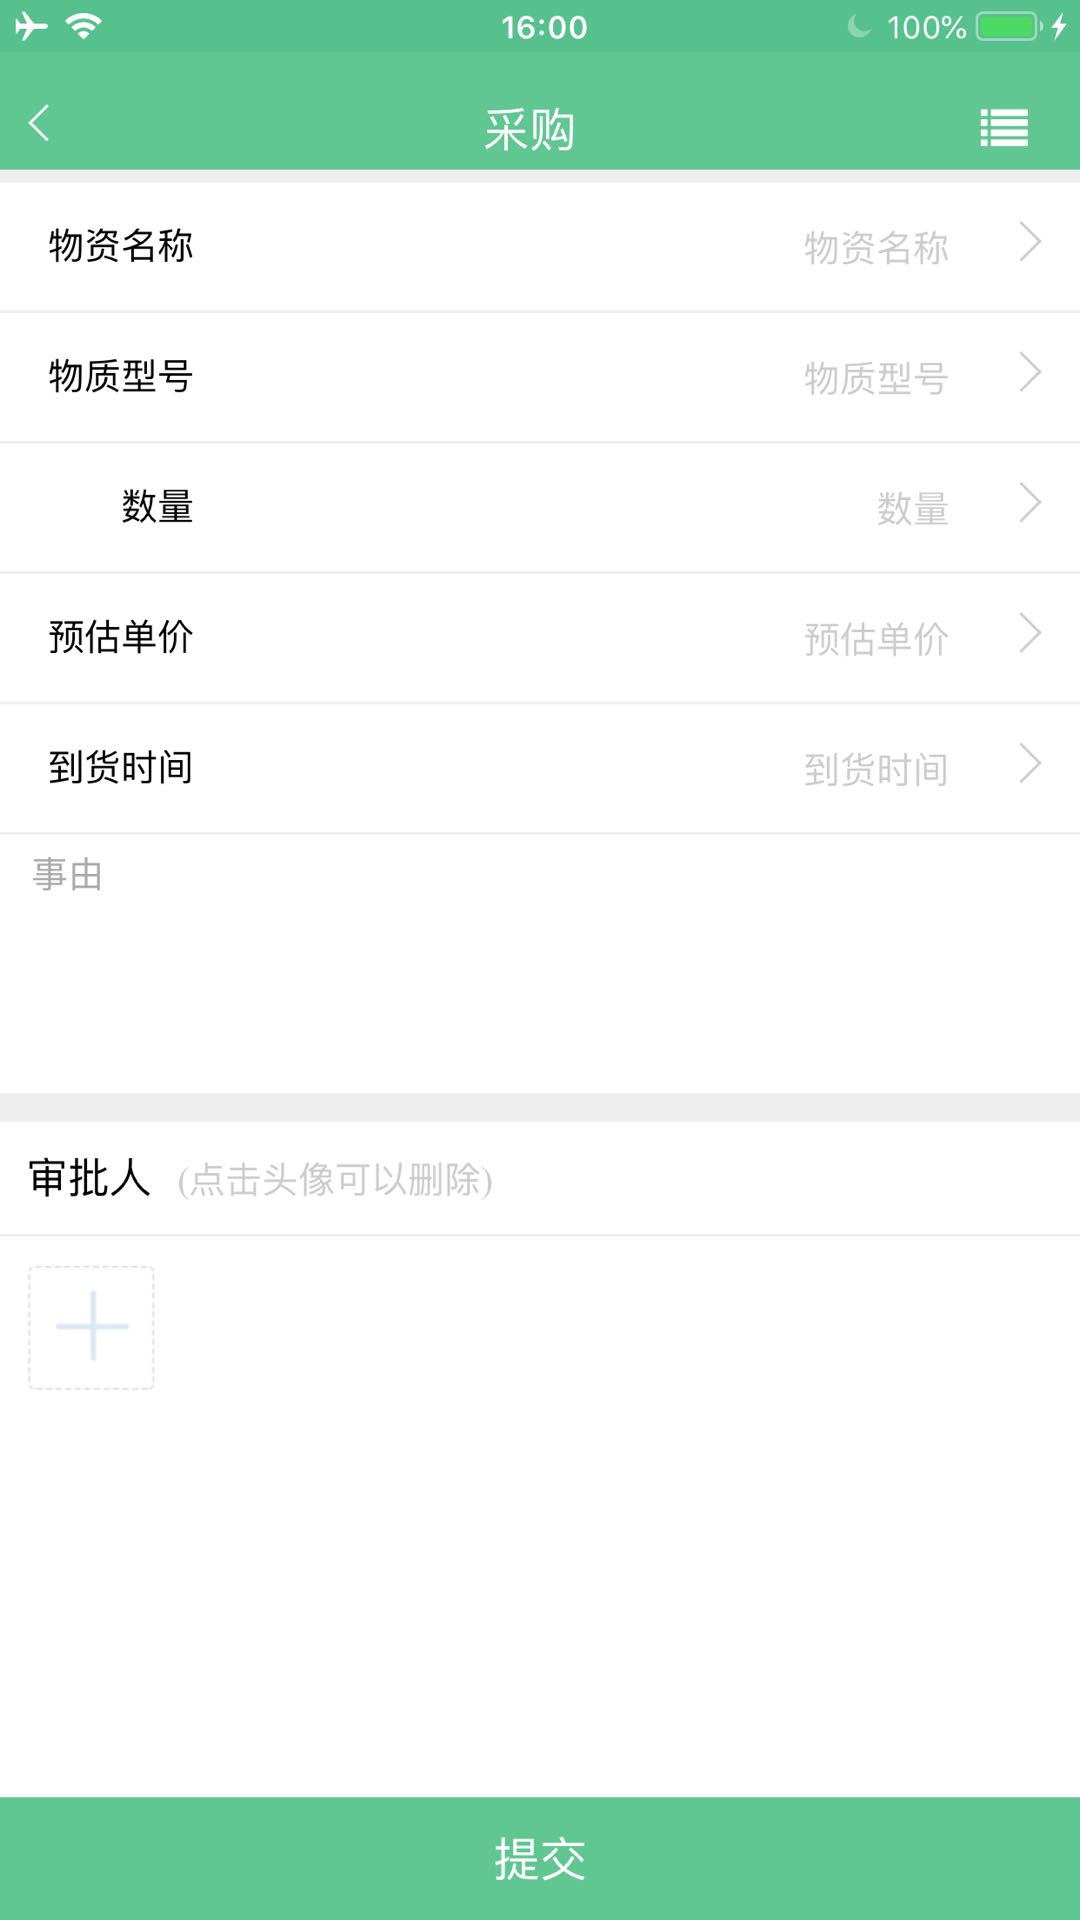 16:00
100%
采购
物资名称 物资名称
物质型号 物质型号
数量 数量
预估单价 预估单价
到货时间 到货时间
事由
审批人 (点击头像可以删除)
提交